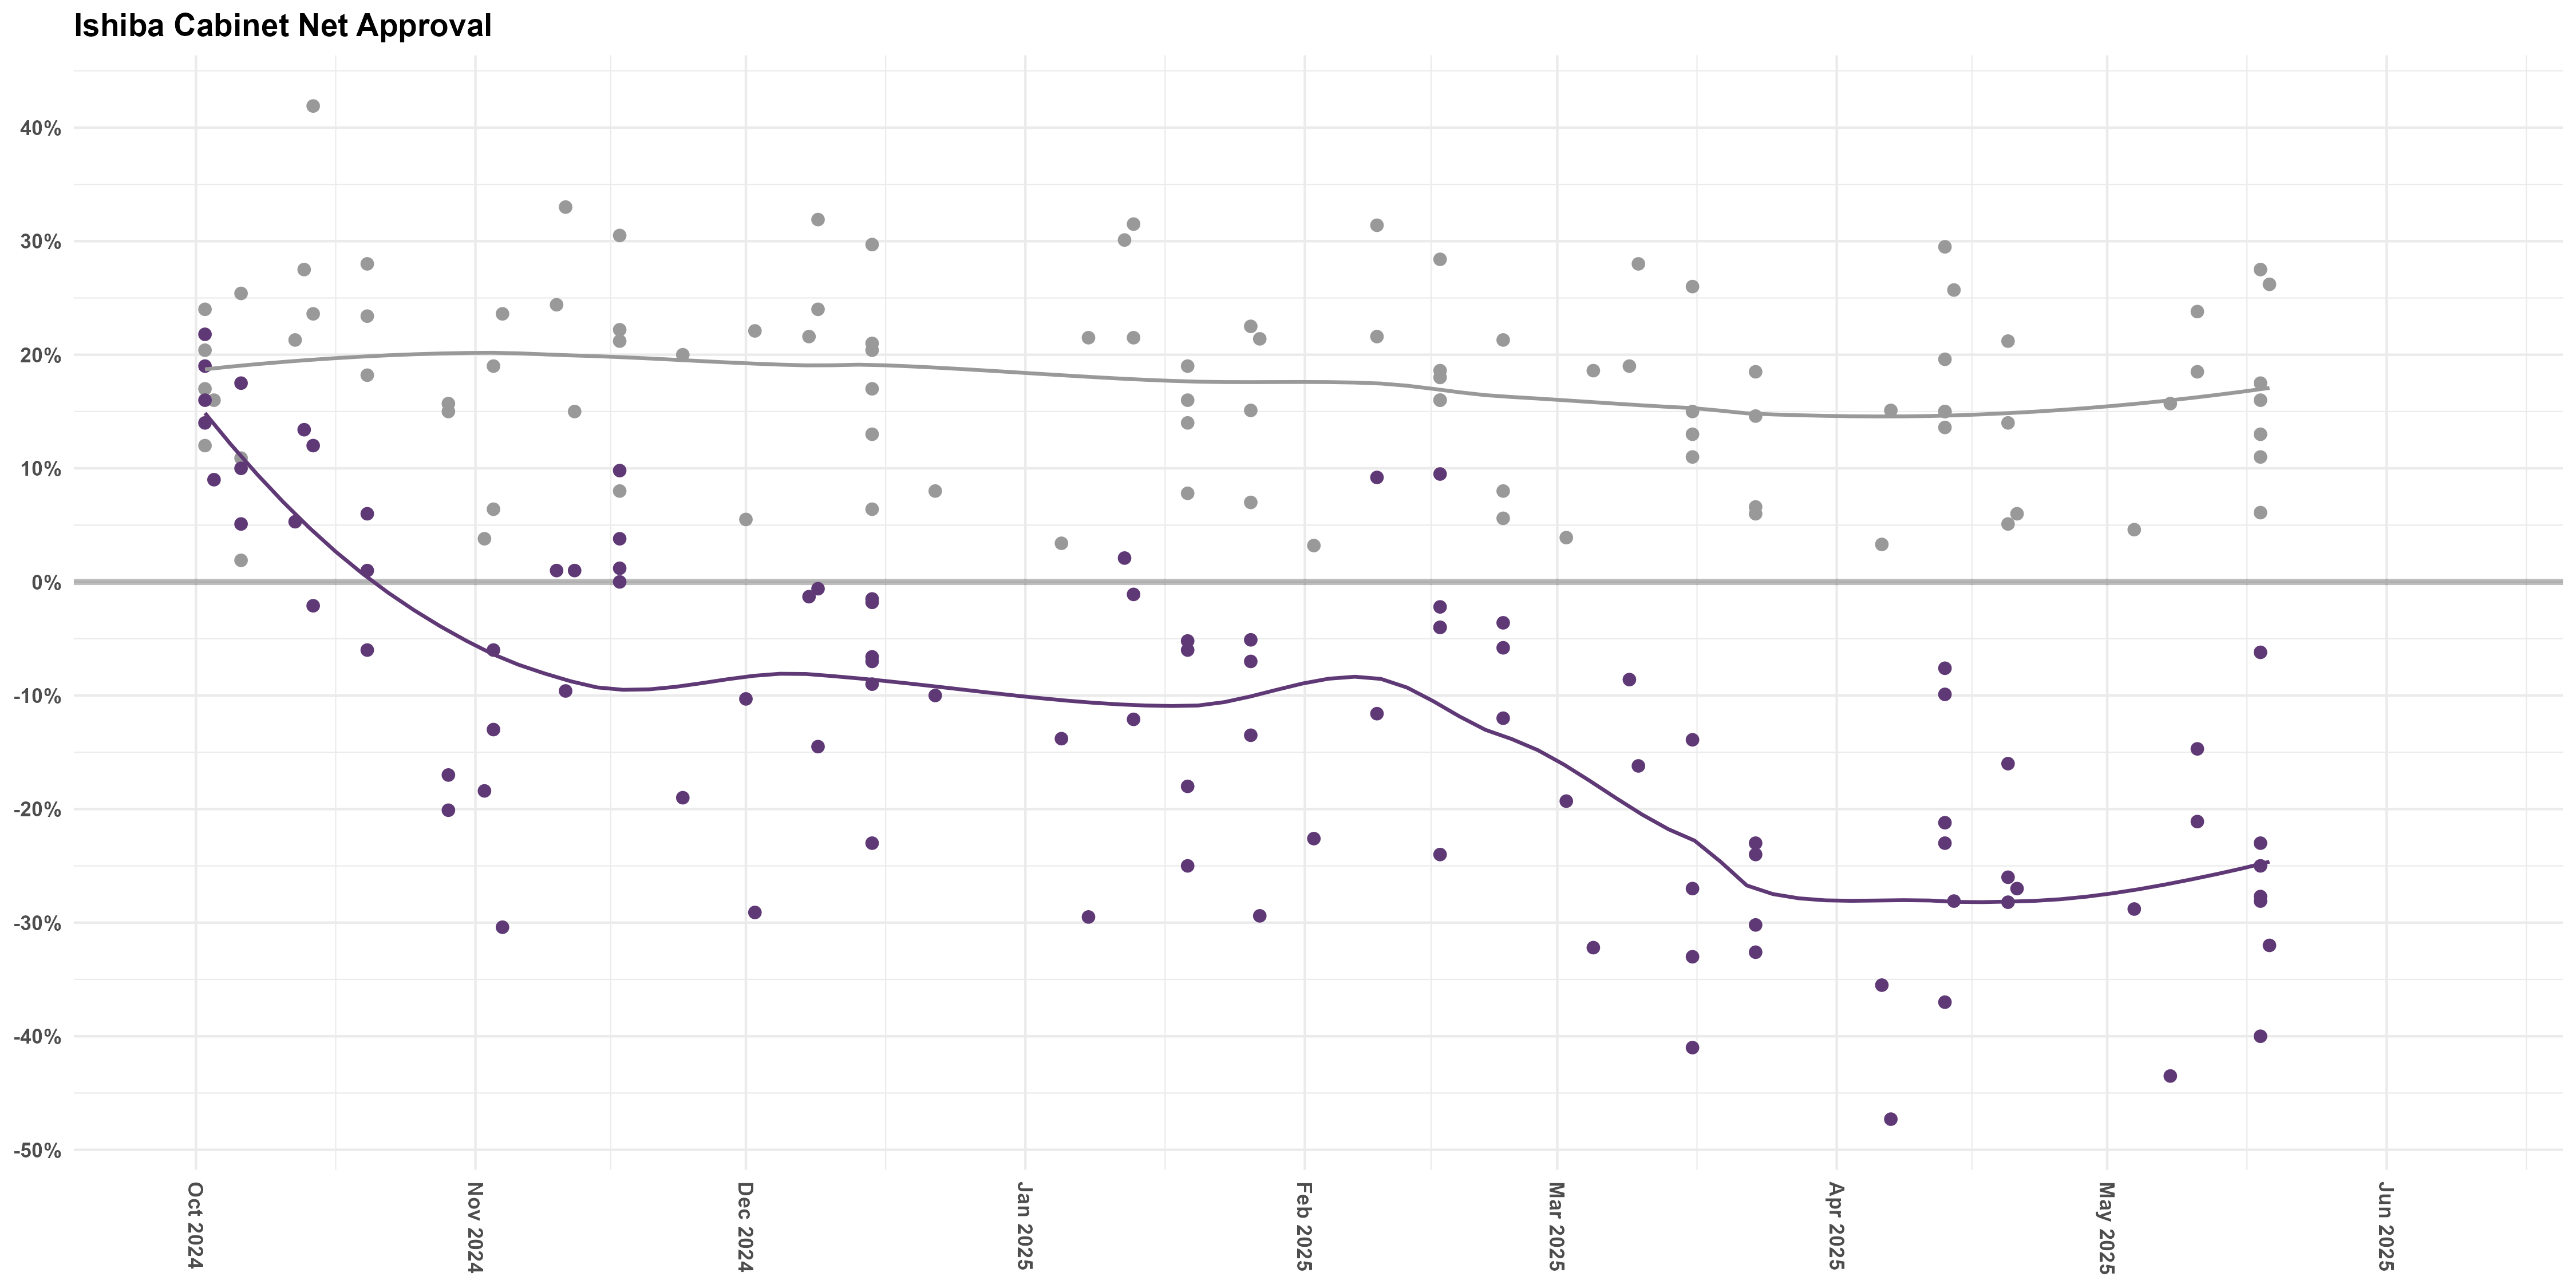 Ishiba Cabinet Net Approval
40%
30%
20%
10%
0%
-10%
-20%
-30%
-40%
-50%
Oct 2024
Nov 2024
Dec 2024
Jan 2025
Feb 2025
Mar 2025
Apr 2025
May 2025
Jun 2025